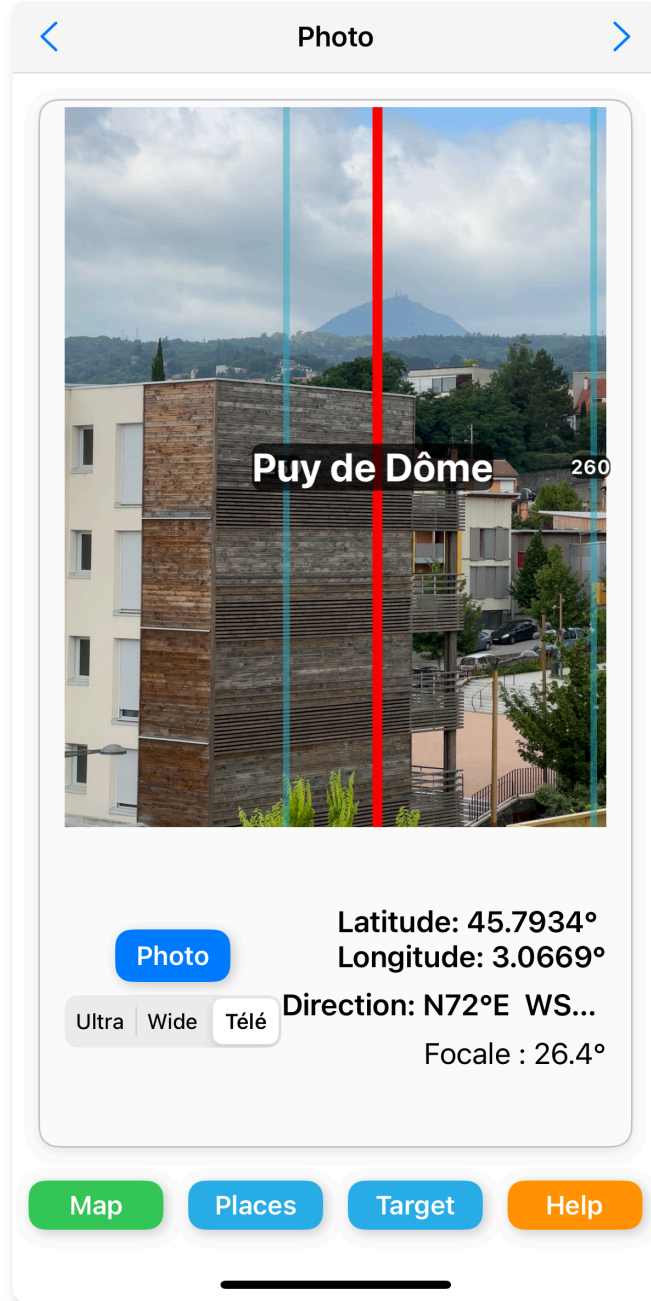 Photo
Puy de Dôme
260
Latitude: 45.7934°
Longitude: 3.0669°
Photo
Direction: N72°E WS...
Ultra Wide Télé
Focale : 26.4°
Map Places Target Help